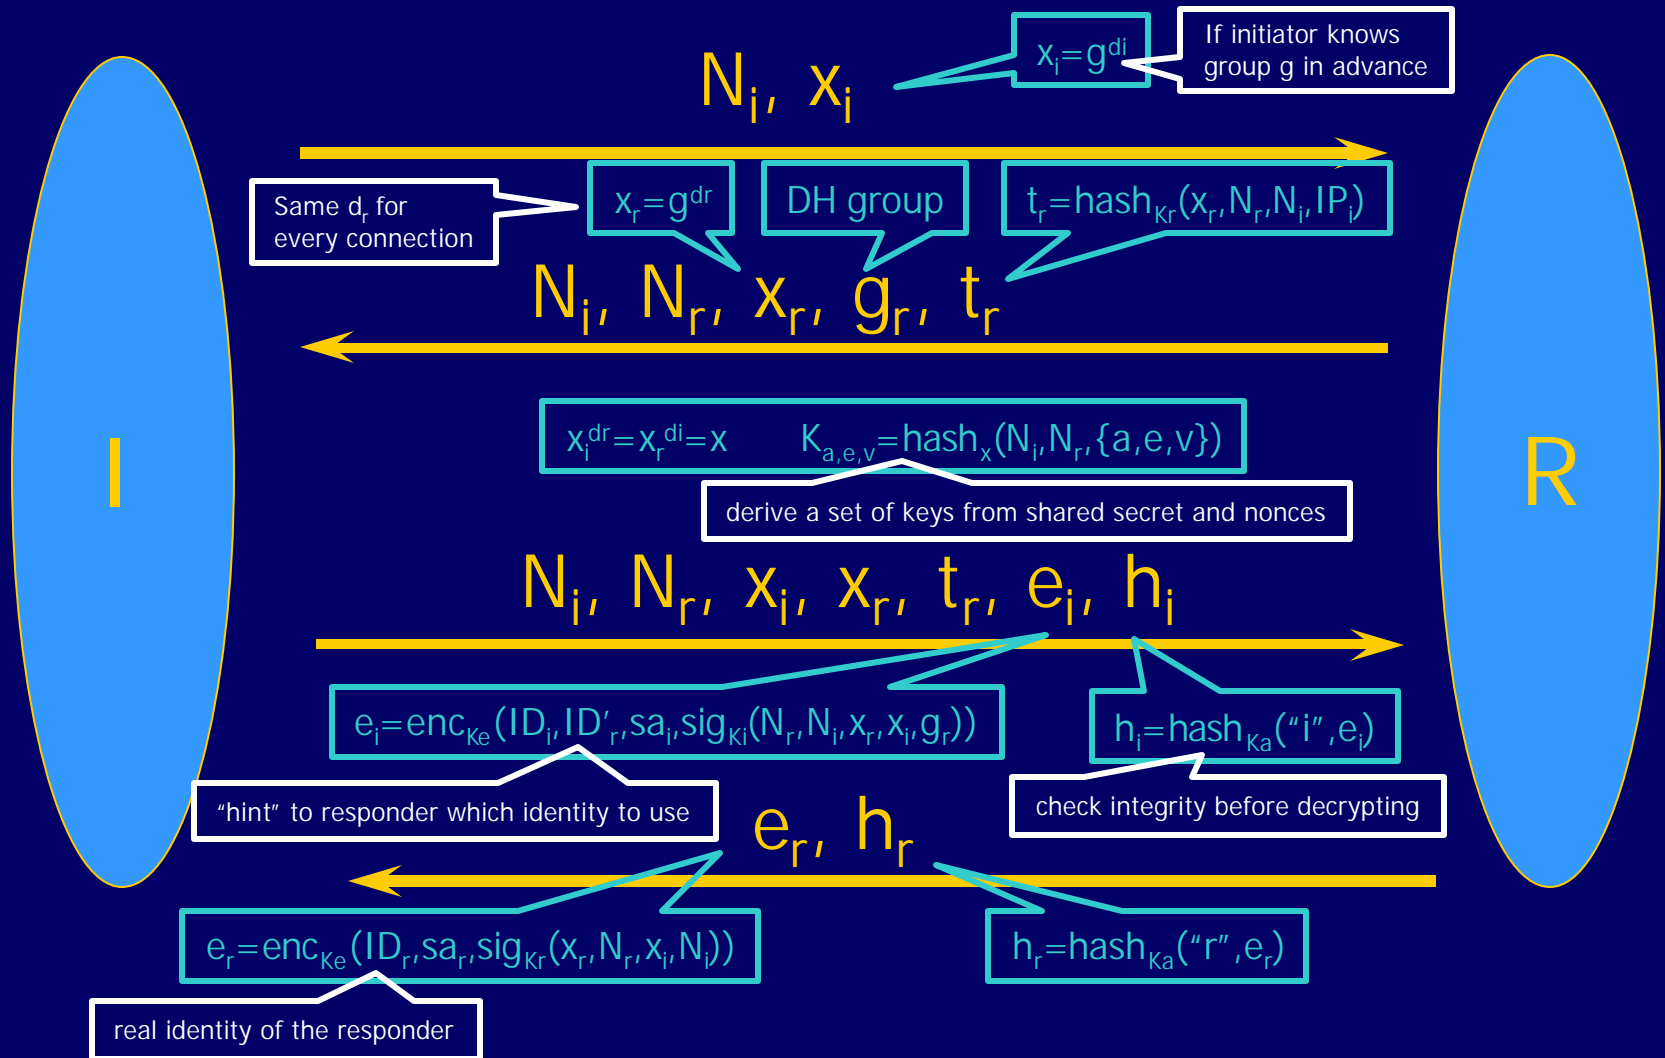 N_i, x_i
x_i=g^di
If initiator knows
group g in advance
Same d_r for
every connection
x_r=g^dr
DH group
t_r=hash_Kr(x_r,N_r,N_i,IP_i)
N_i, N_r, x_r, g_r, t_r
I
R
x_i^dr=x_r^di=x K_a,e,v=hash_x(N_i,N_r,{a,e,v})
derive a set of keys from shared secret and nonces
N_i, N_r, x_i, x_r, t_r, e_i, h_i
e_i=enc_Ke(ID_i,ID'_r,sa_i,sig_Ki(N_r,N_i,x_r,x_i,g_r))
h_i=hash_Ka(“i”,e_i)
“hint” to responder which identity to use
check integrity before decrypting
e_r, h_r
e_r=enc_Ke(ID_r,sa_r,sig_Kr(x_r,N_r,x_i,N_i))
h_r=hash_Ka(“r”,e_r)
real identity of the responder